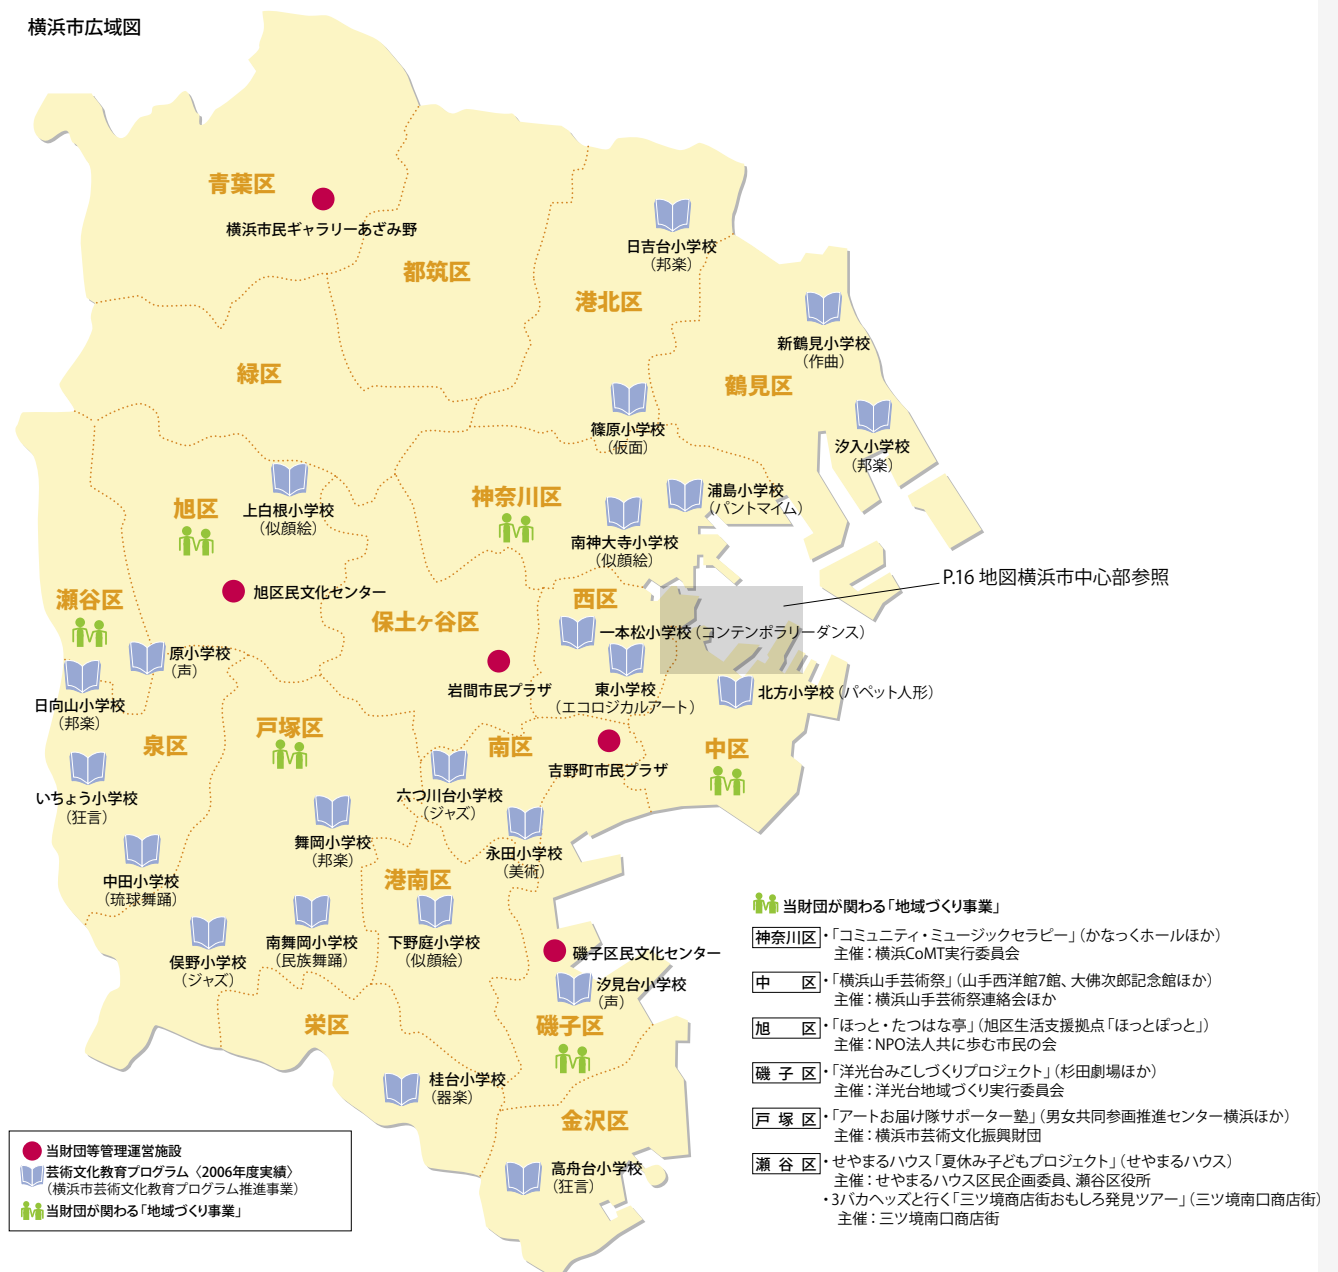 横浜市広域図
青葉区
横浜市民ギャラリーあざみ野
都筑区
日吉台小学校
（邦楽）
港北区
新鶴見小学校
（作曲）
緑区
鶴見区
篠原小学校
（仮面）
汐入小学校
（邦楽）
旭区
上白根小学校
（似顔絵）
神奈川区
浦島小学校
（パントマイム）
南神大寺小学校
（似顔絵）
P.16 地図横浜市中心部参照
瀬谷区
旭区民文化センター
保土ヶ谷区
西区
一本松小学校（コンテンポラリーダンス）
原小学校
（声）
岩間市民プラザ
東小学校
（エコロジカルアート）
北方小学校（パペット人形）
日向山小学校
（邦楽）
泉区
戸塚区
南区
吉野町市民プラザ
中区
いちょう小学校
（狂言）
六つ川台小学校
（ジャズ）
舞岡小学校
（邦楽）
永田小学校
（美術）
中田小学校
（琉球舞踊）
港南区
俣野小学校
（ジャズ）
南舞岡小学校
（民族舞踊）
下野庭小学校
（似顔絵）
磯子区民文化センター
汐見台小学校
（声）
栄区
磯子区
桂台小学校
（器楽）
金沢区
高舟台小学校
（狂言）
当財団等管理運営施設
芸術文化教育プログラム〈2006年度実績〉
（横浜市芸術文化教育プログラム推進事業）
当財団が関わる「地域づくり事業」
当財団が関わる「地域づくり事業」
神奈川区・「コミュニティ・ミュージックセラピー」（かなっくホールほか）
主催：横浜CoMT実行委員会
中　区・「横浜山手芸術祭」（山手西洋館7館、大佛次郎記念館ほか）
主催：横浜山手芸術祭連絡会ほか
旭　区・「ほっと・たつはな亭」（旭区生活支援拠点「ほっとぽっと」）
主催：NPO法人共に歩む市民の会
磯子区・「洋光台みこしづくりプロジェクト」（杉田劇場ほか）
主催：洋光台地域づくり実行委員会
戸塚区・「アートお届け隊サポーター塾」（男女共同参画推進センター横浜ほか）
主催：横浜市芸術文化振興財団
瀬谷区・せやまるハウス「夏休み子どもプロジェクト」（せやまるハウス）
主催：せやまるハウス区民企画委員、瀬谷区役所
・3バカヘッズと行く「三ツ境商店街おもしろ発見ツアー」（三ツ境南口商店街）
主催：三ツ境南口商店街